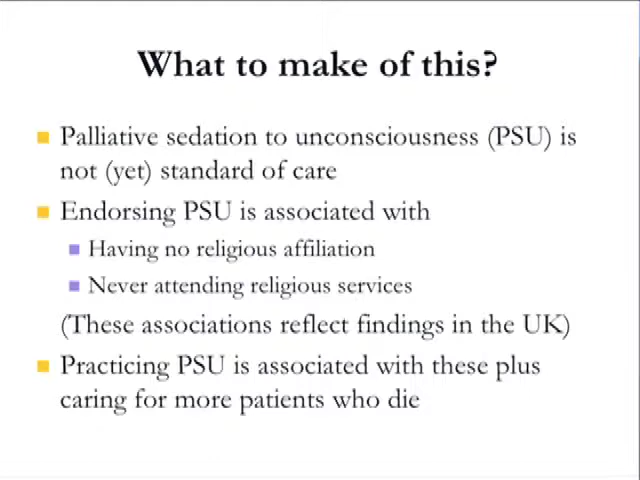 What to make of this?
Palliative sedation to unconsciousness (PSU) is
not (yet) standard of care
Endorsing PSU is associated with
Having no religious affiliation
Never attending religious services
(These associations reflect findings in the UK)
Practicing PSU is associated with these plus
caring for more patients who die